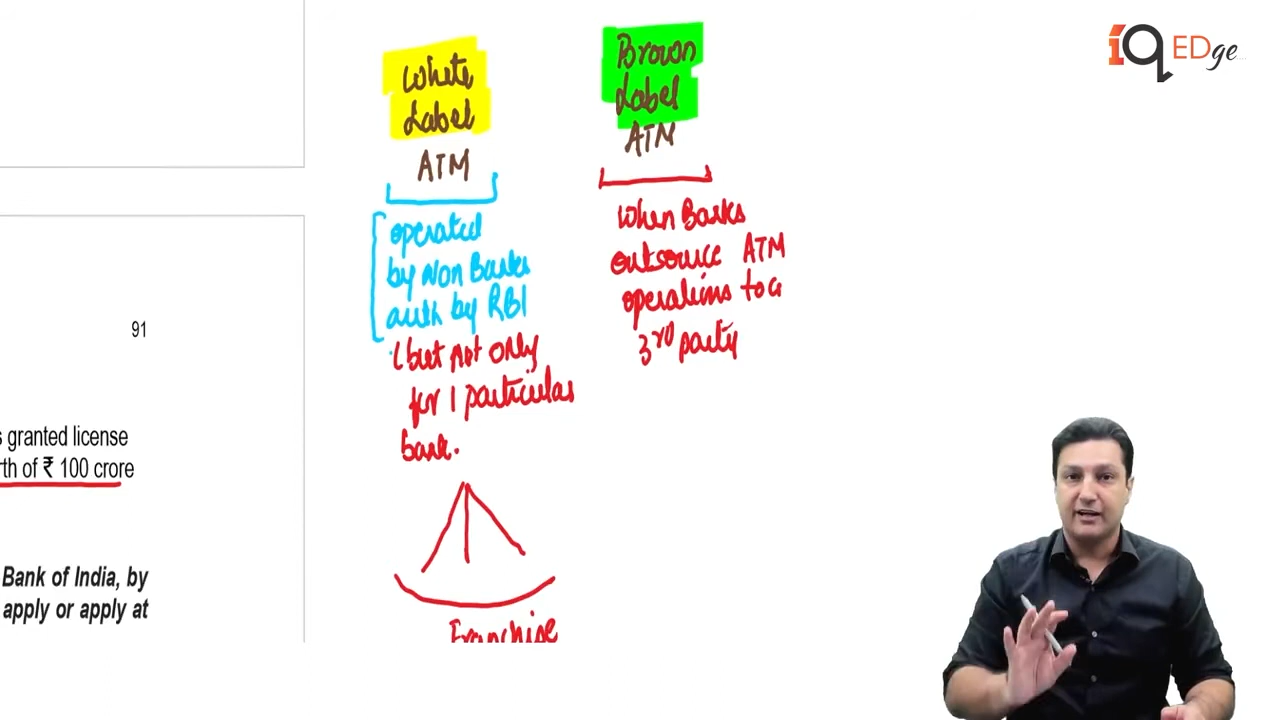 iQ EDge
White
Label
ATM
operated
by Non Banks
auth by RBI
(but not only
for 1 particular
bank.
Franchise
Brown
Label
ATM
When Banks
outsource ATM
operations to a
3rd party
91
s granted license
rth of ₹ 100 crore
Bank of India, by
apply or apply at